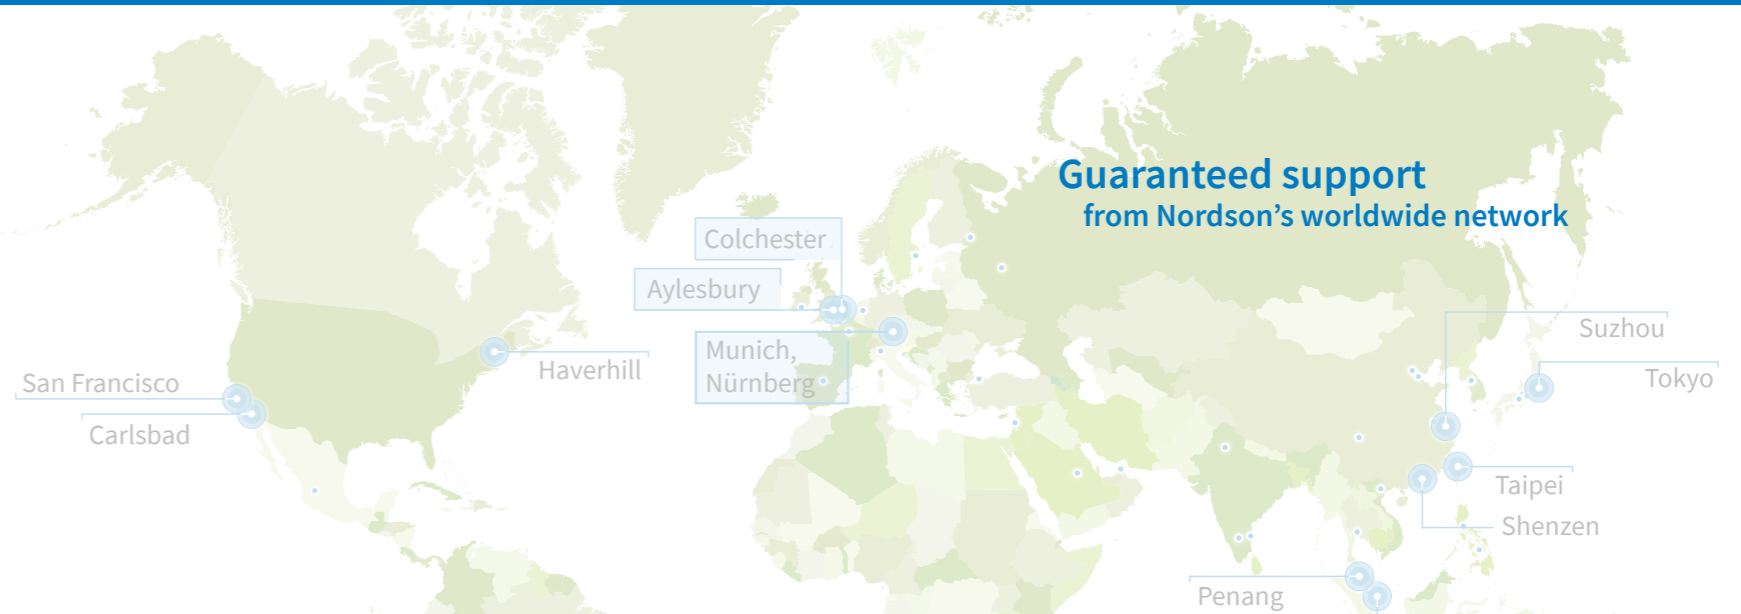 Guaranteed support
from Nordson’s worldwide network
Colchester
Aylesbury
Munich,
Nürnberg
San Francisco
Carlsbad
Haverhill
Suzhou
Tokyo
Taipei
Shenzen
Penang